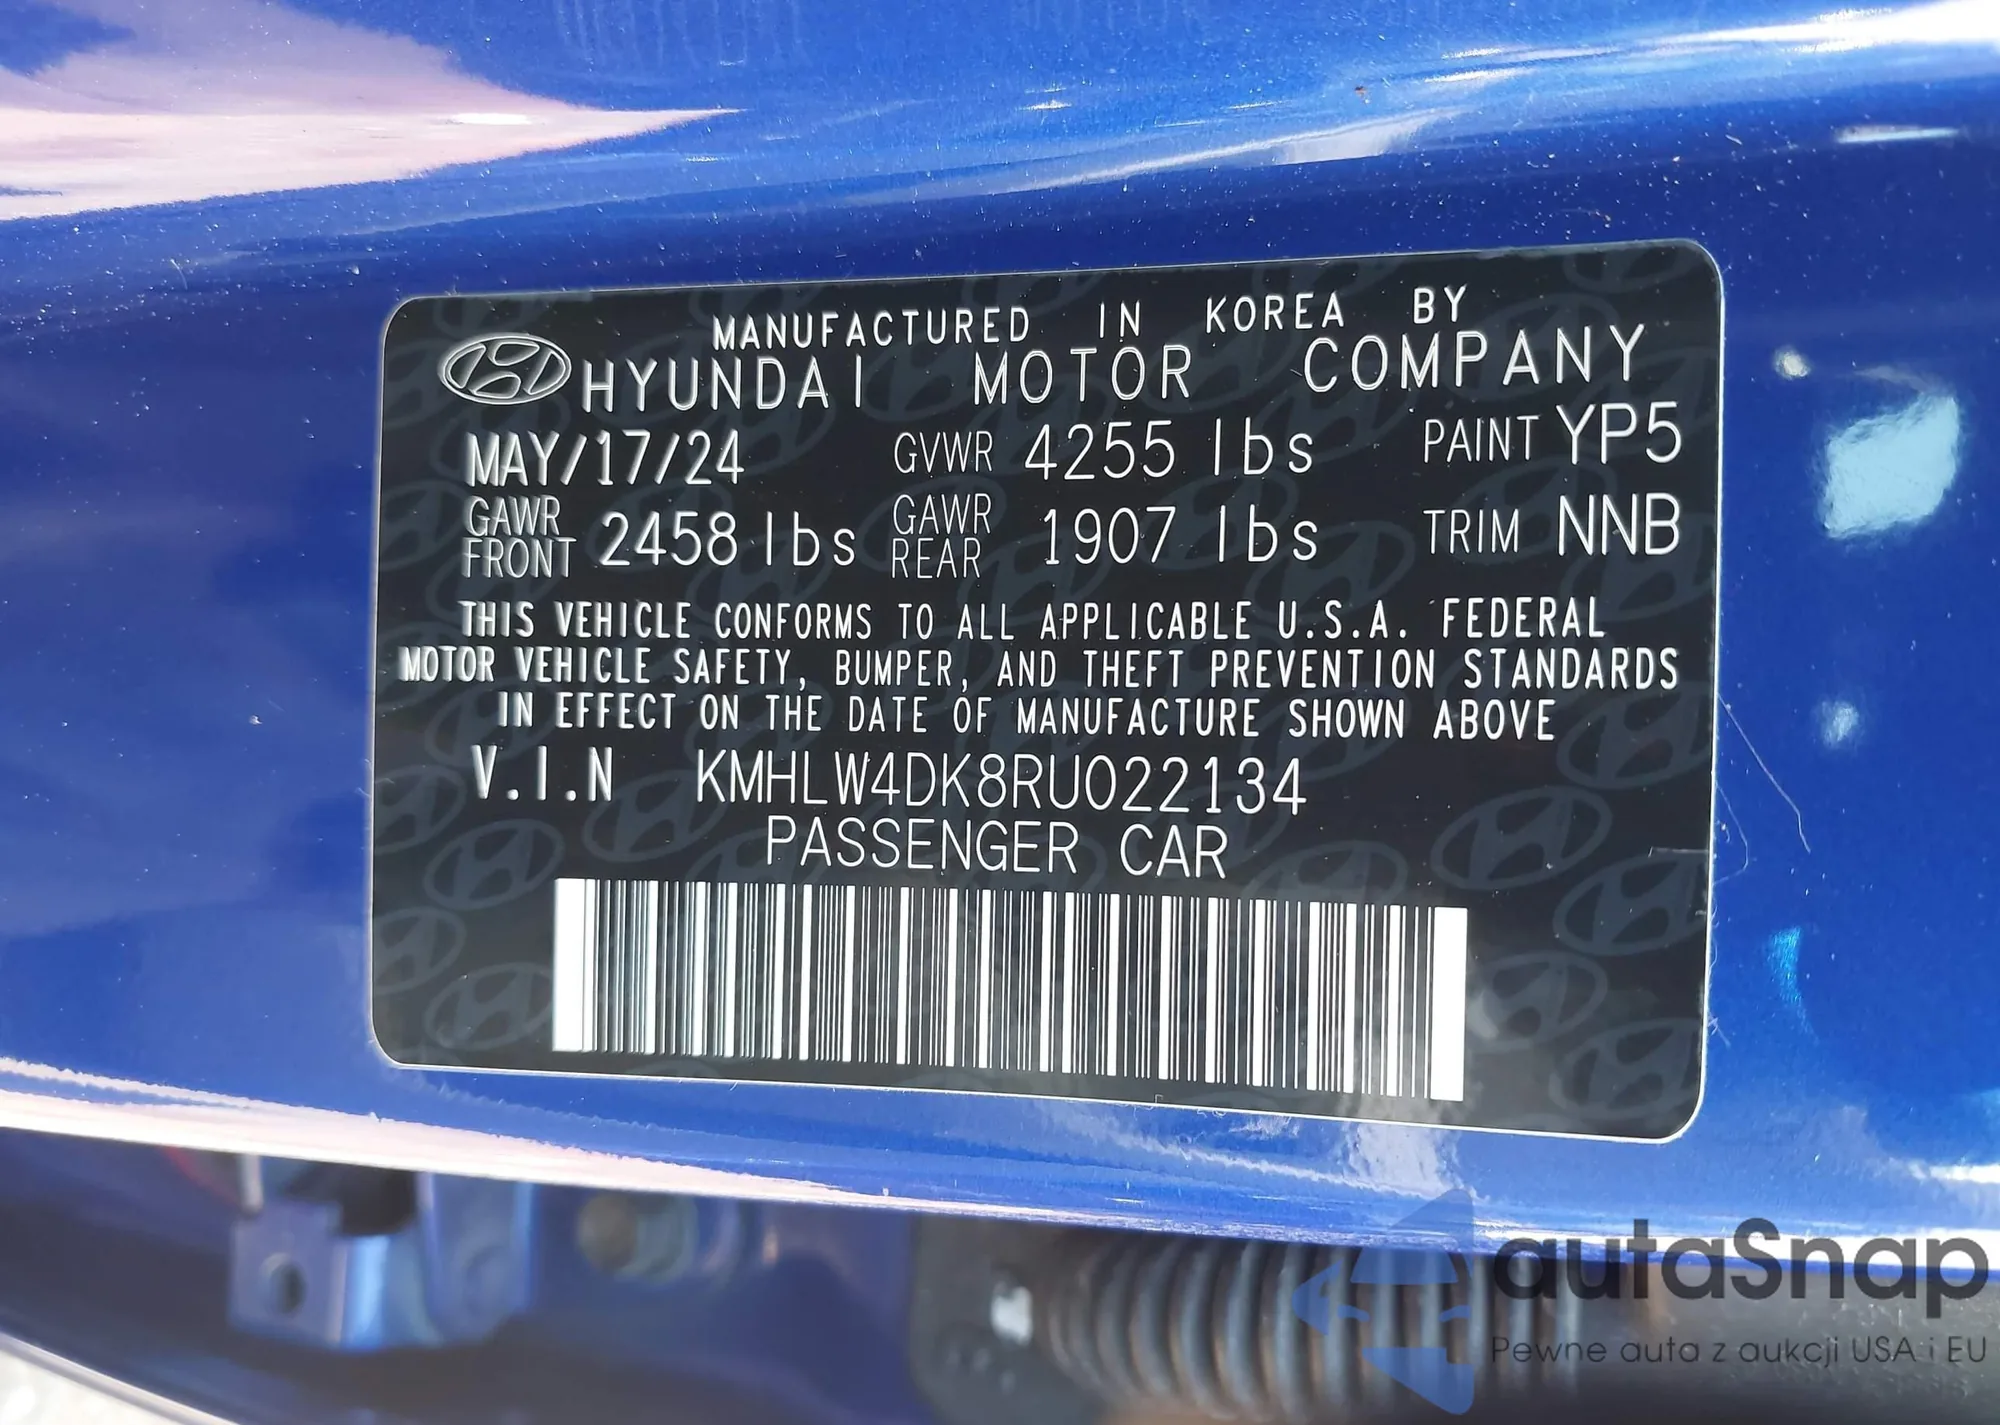 MANUFACTURED IN KOREA BY
HYUNDAI MOTOR COMPANY
MAY/17/24 GVWR 4255 lbs PAINT YP5
GAWR FRONT 2458 lbs GAWR REAR 1907 lbs TRIM NNB
THIS VEHICLE CONFORMS TO ALL APPLICABLE U.S.A. FEDERAL
MOTOR VEHICLE SAFETY, BUMPER, AND THEFT PREVENTION STANDARDS
IN EFFECT ON THE DATE OF MANUFACTURE SHOWN ABOVE
V.I.N KMHLW4DK8RU022134
PASSENGER CAR
autaSnap
Pewne auta z aukcji USA i EU